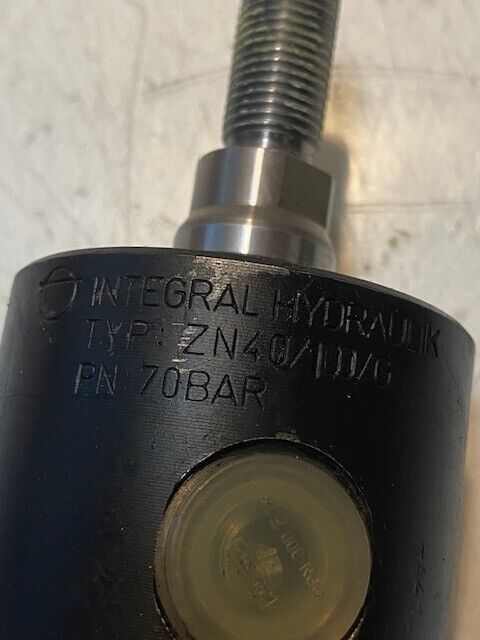 INTEGRAL HYDRAULIK
TYP: ZN40/100/G
PN: 70BAR